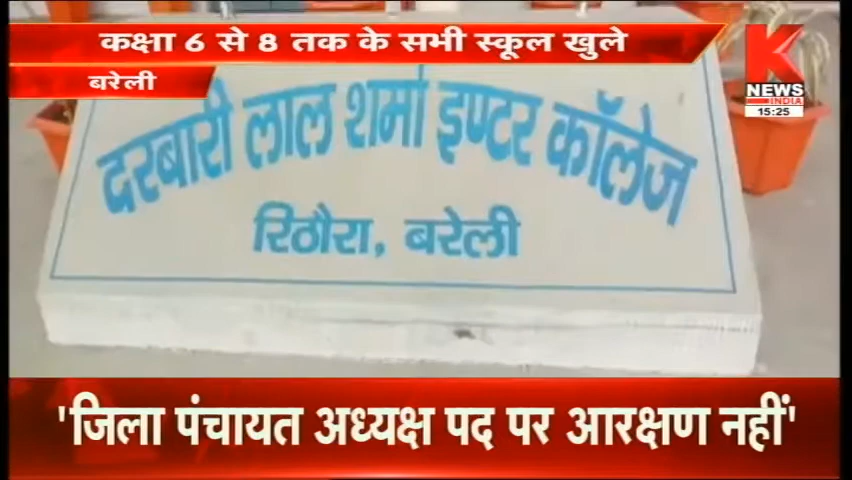 कक्षा 6 से 8 तक के सभी स्कूल खुले
बरेली
K
NEWS
INDIA
15:25
दरबारी लाल शर्मा इण्टर कॉलेज
रिठौरा, बरेली
'जिला पंचायत अध्यक्ष पद पर आरक्षण नहीं'